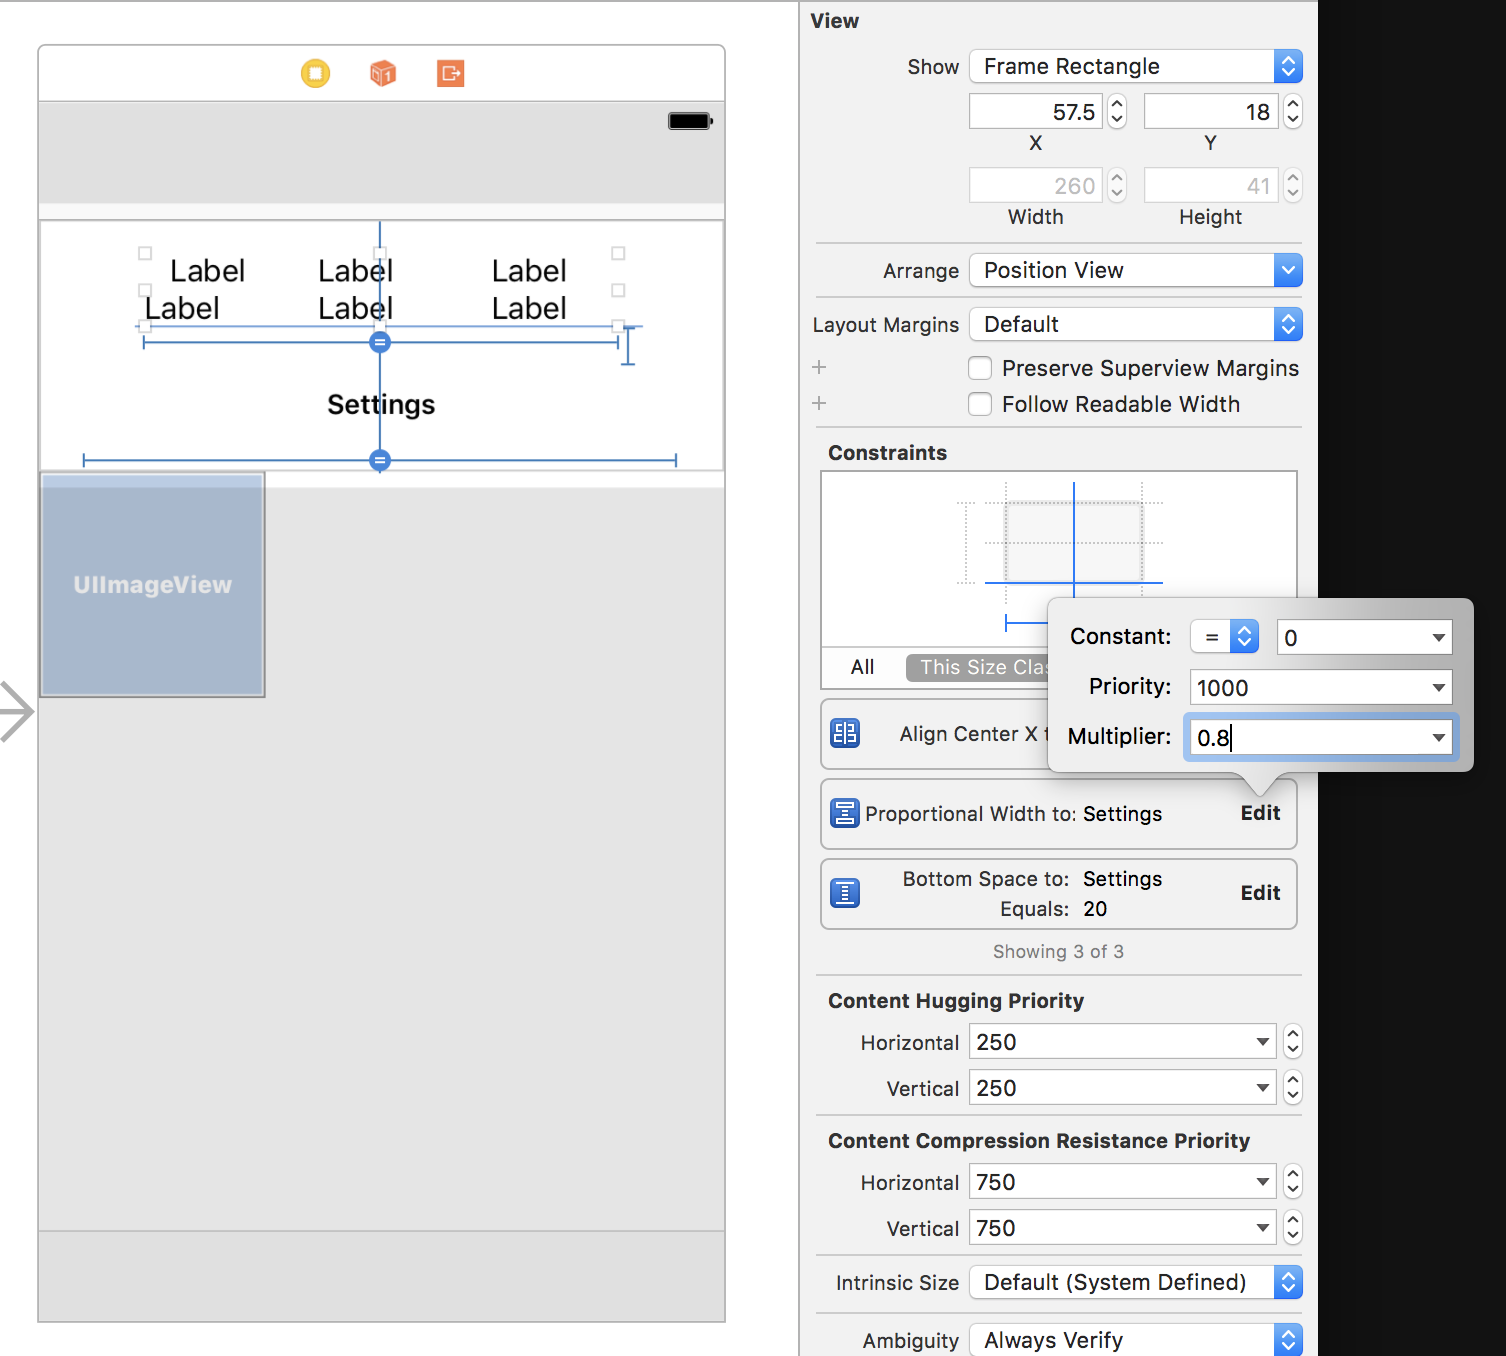 View
Show Frame Rectangle
57.5 18
X Y
260 41
Width Height
Arrange Position View
Layout Margins Default
+ Preserve Superview Margins
+ Follow Readable Width
Constraints
All This Size Clas
Align Center X t
Constant: = 0
Priority: 1000
Multiplier: 0.8
Proportional Width to: Settings Edit
Bottom Space to: Settings Edit
Equals: 20
Showing 3 of 3
Content Hugging Priority
Horizontal 250
Vertical 250
Content Compression Resistance Priority
Horizontal 750
Vertical 750
Intrinsic Size Default (System Defined)
Ambiguity Always Verify
1
Label Label Label
Label Label Label
Settings
UIImageView